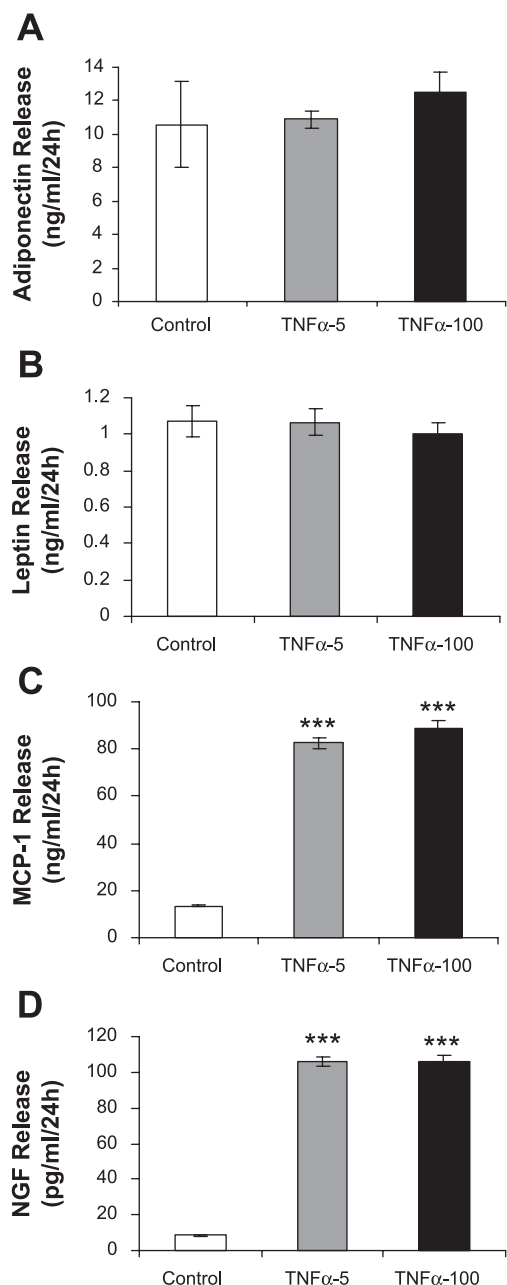 A
Adiponectin Release
(ng/ml/24h)
14
12
10
8
6
4
2
0
Control
TNFα-5
TNFα-100
B
Leptin Release
(ng/ml/24h)
1.2
1
0.8
0.6
0.4
0.2
0
Control
TNFα-5
TNFα-100
C
MCP-1 Release
(ng/ml/24h)
100
80
60
40
20
0
***
***
Control
TNFα-5
TNFα-100
D
NGF Release
(pg/ml/24h)
120
100
80
60
40
20
0
***
***
Control
TNFα-5
TNFα-100